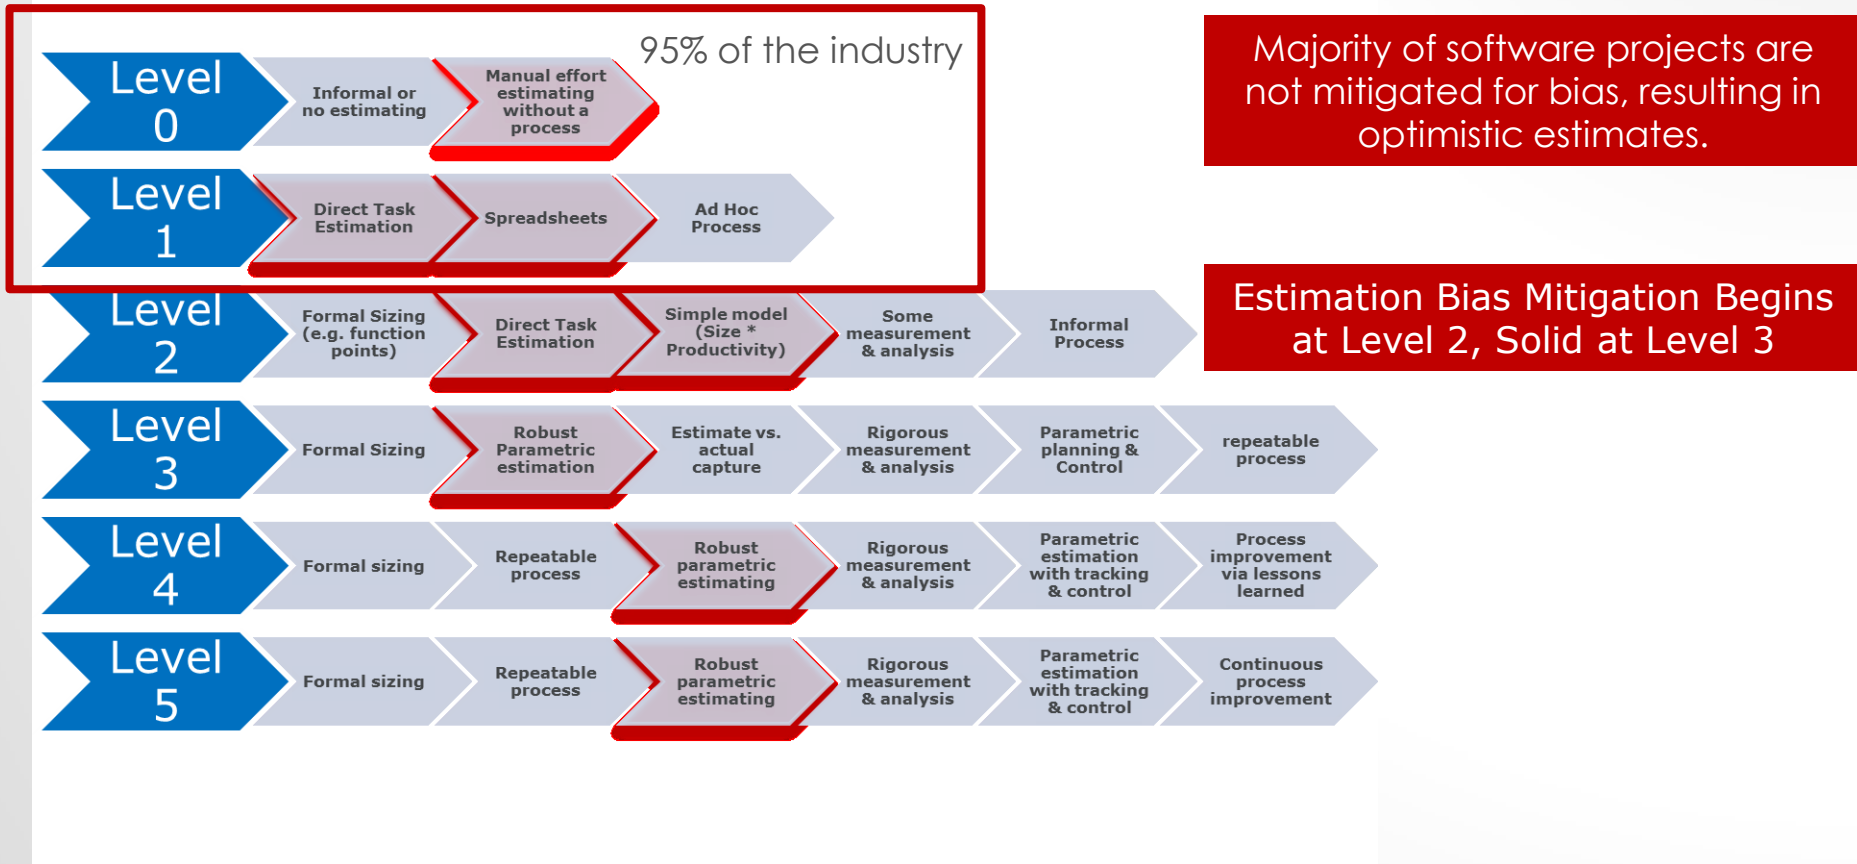 95% of the industry
Level
0
Informal or
no estimating
Manual effort
estimating
without a
process
Level
1
Direct Task
Estimation
Spreadsheets
Ad Hoc
Process
Level
2
Formal Sizing
(e.g. function
points)
Direct Task
Estimation
Simple model
(Size *
Productivity)
Some
measurement
& analysis
Informal
Process
Level
3
Formal Sizing
Robust
Parametric
estimation
Estimate vs.
actual
capture
Rigorous
measurement
& analysis
Parametric
planning &
Control
repeatable
process
Level
4
Formal sizing
Repeatable
process
Robust
parametric
estimating
Rigorous
measurement
& analysis
Parametric
estimation
with tracking
& control
Process
improvement
via lessons
learned
Level
5
Formal sizing
Repeatable
process
Robust
parametric
estimating
Rigorous
measurement
& analysis
Parametric
estimation
with tracking
& control
Continuous
process
improvement
Majority of software projects are
not mitigated for bias, resulting in
optimistic estimates.
Estimation Bias Mitigation Begins
at Level 2, Solid at Level 3